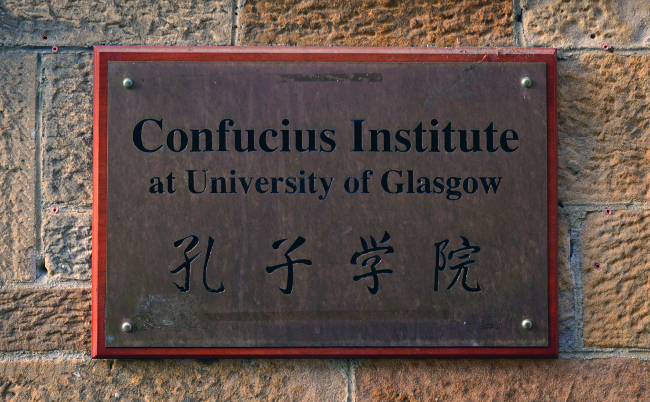 Confucius Institute
at University of Glasgow
孔子学院